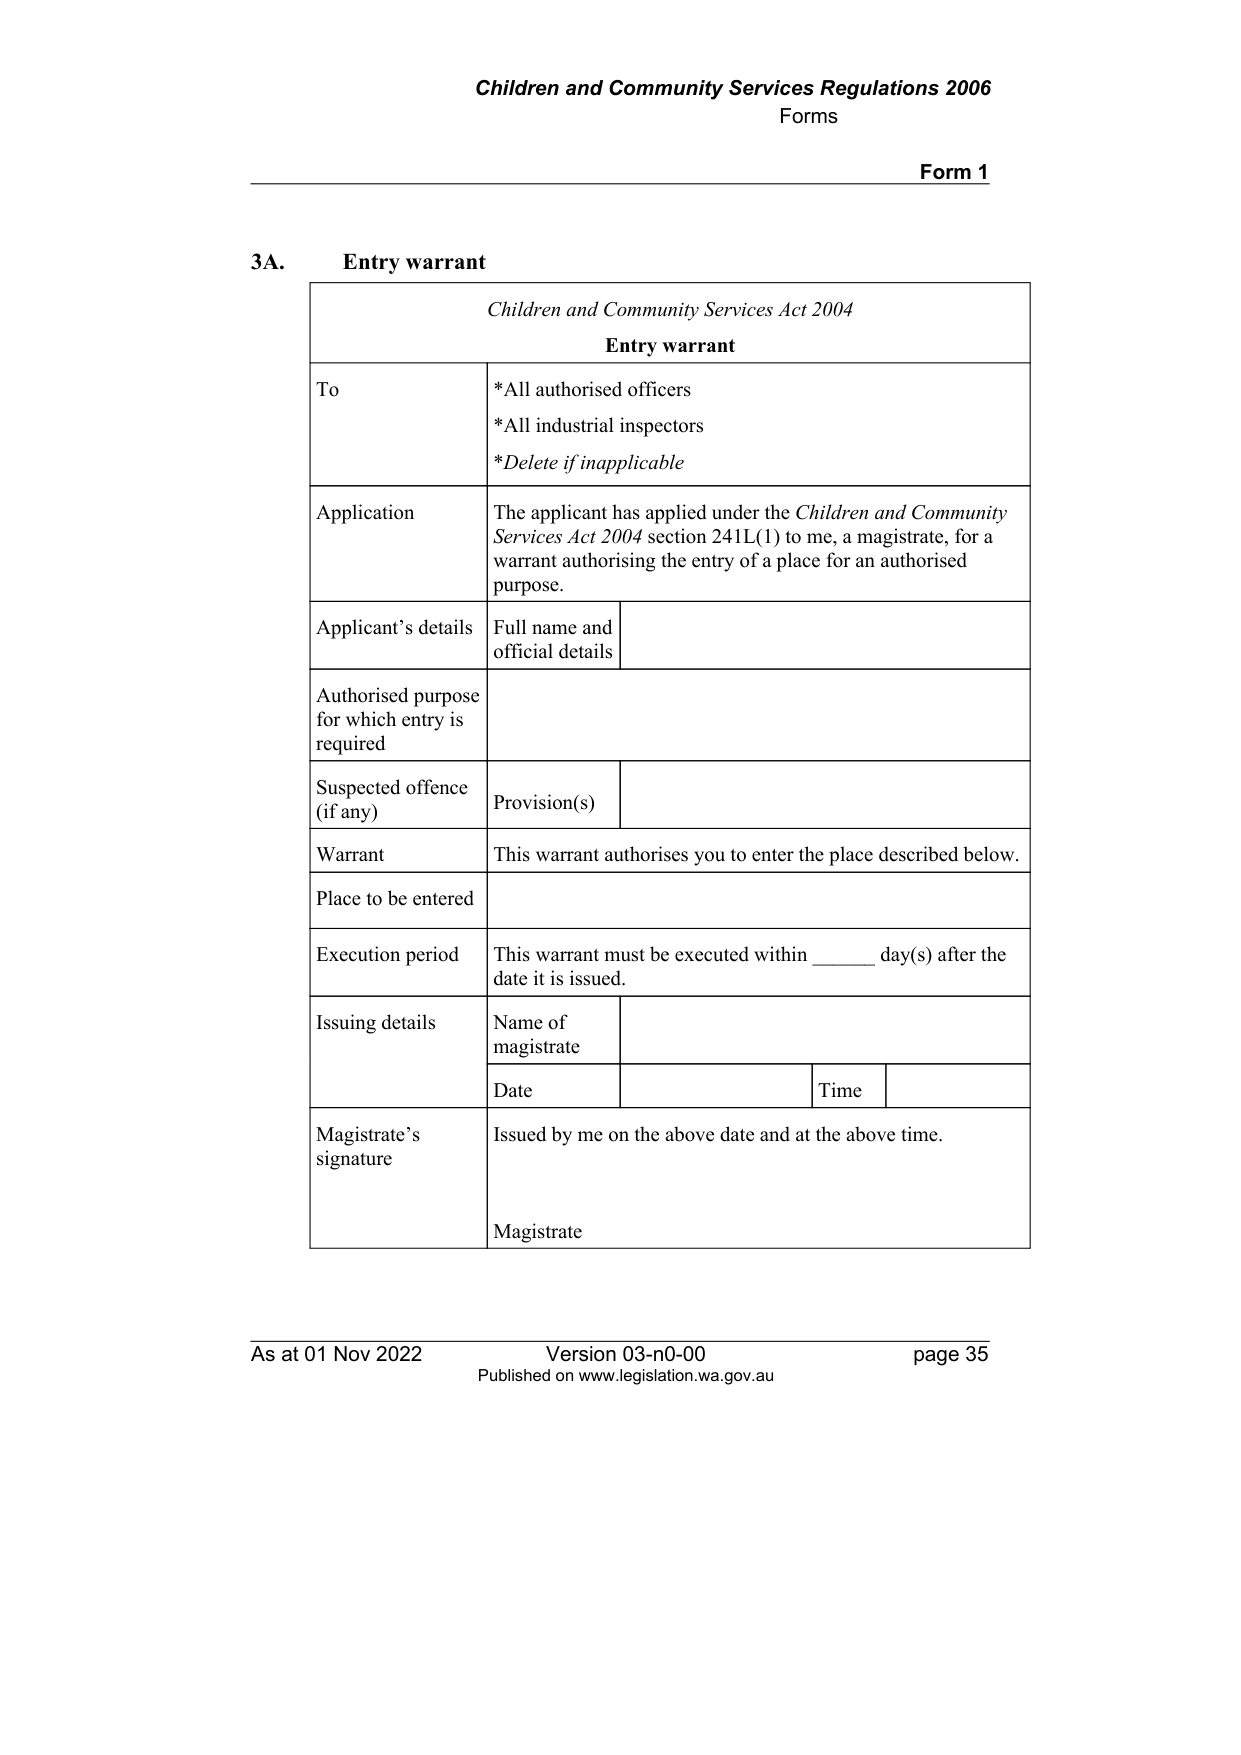 Children and Community Services Regulations 2006
Forms
Form 1
3A. Entry warrant
Children and Community Services Act 2004
Entry warrant
To
*All authorised officers
*All industrial inspectors
*Delete if inapplicable
Application
The applicant has applied under the Children and Community
Services Act 2004 section 241L(1) to me, a magistrate, for a
warrant authorising the entry of a place for an authorised
purpose.
Applicant’s details
Full name and
official details
Authorised purpose
for which entry is
required
Suspected offence
(if any)
Provision(s)
Warrant
This warrant authorises you to enter the place described below.
Place to be entered
Execution period
This warrant must be executed within ______ day(s) after the
date it is issued.
Issuing details
Name of
magistrate
Date
Time
Magistrate’s
signature
Issued by me on the above date and at the above time.
Magistrate
As at 01 Nov 2022 Version 03-n0-00 page 35
Published on www.legislation.wa.gov.au